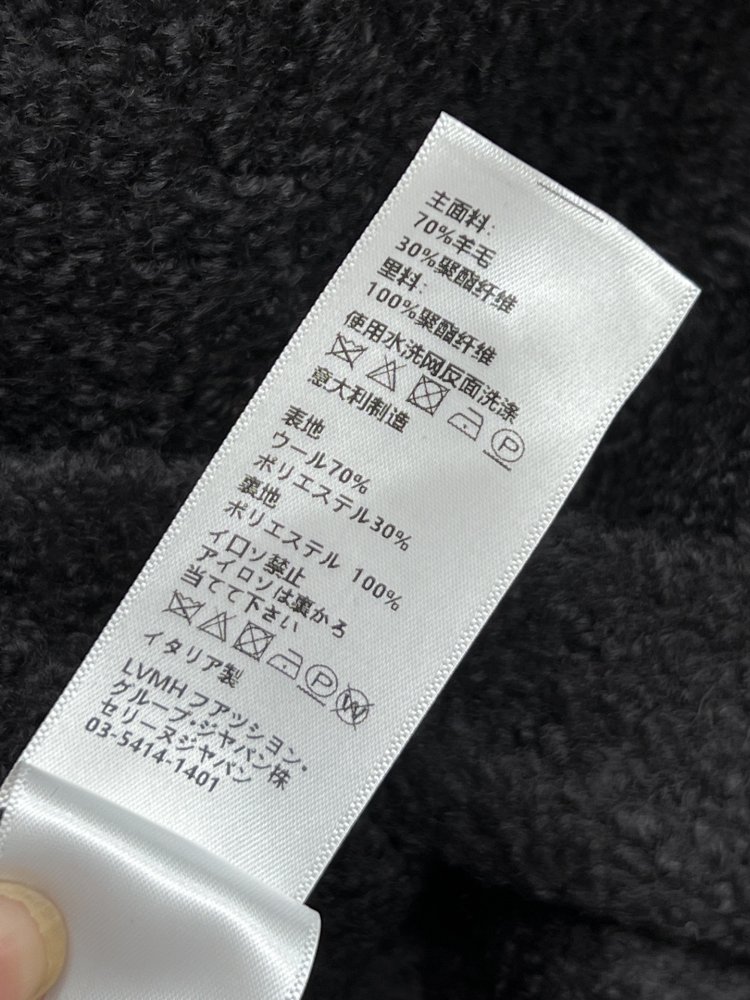 主面料:
70%羊毛
30%聚酯纤维
里料:
100%聚酯纤维
使用水洗网反面洗涤
P
意大利制造
表地
ウール70%
ポリエステル30%
裏地
ポリエステル 100%
イロソ禁止
アイロソは裏かろ
当てて下さい
P W
イタリア製
LVMH ファッション・
グループ・ジャパン株
セリーヌジャパン
03-5414-1401